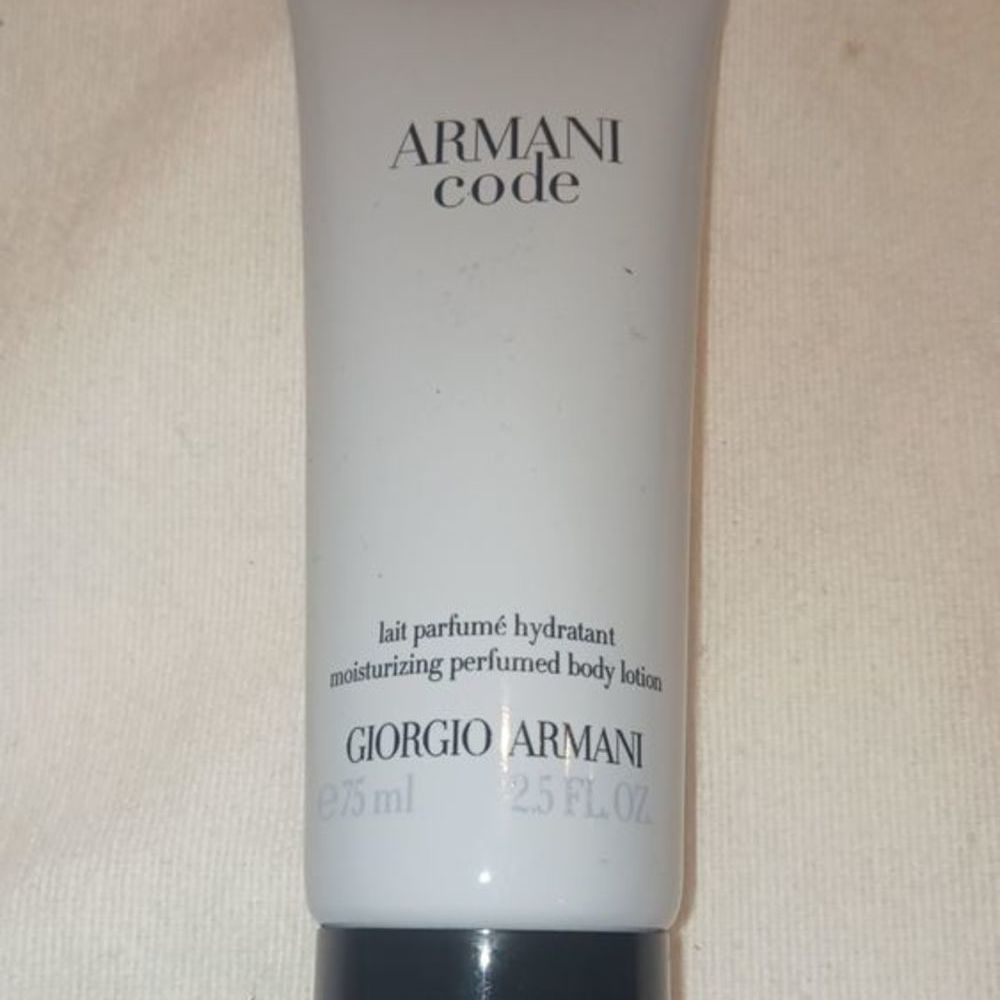 ARMANI
code
lait parfumé hydratant
moisturizing perfumed body lotion
GIORGIO ARMANI
℮75 ml 2.5 FL. OZ.